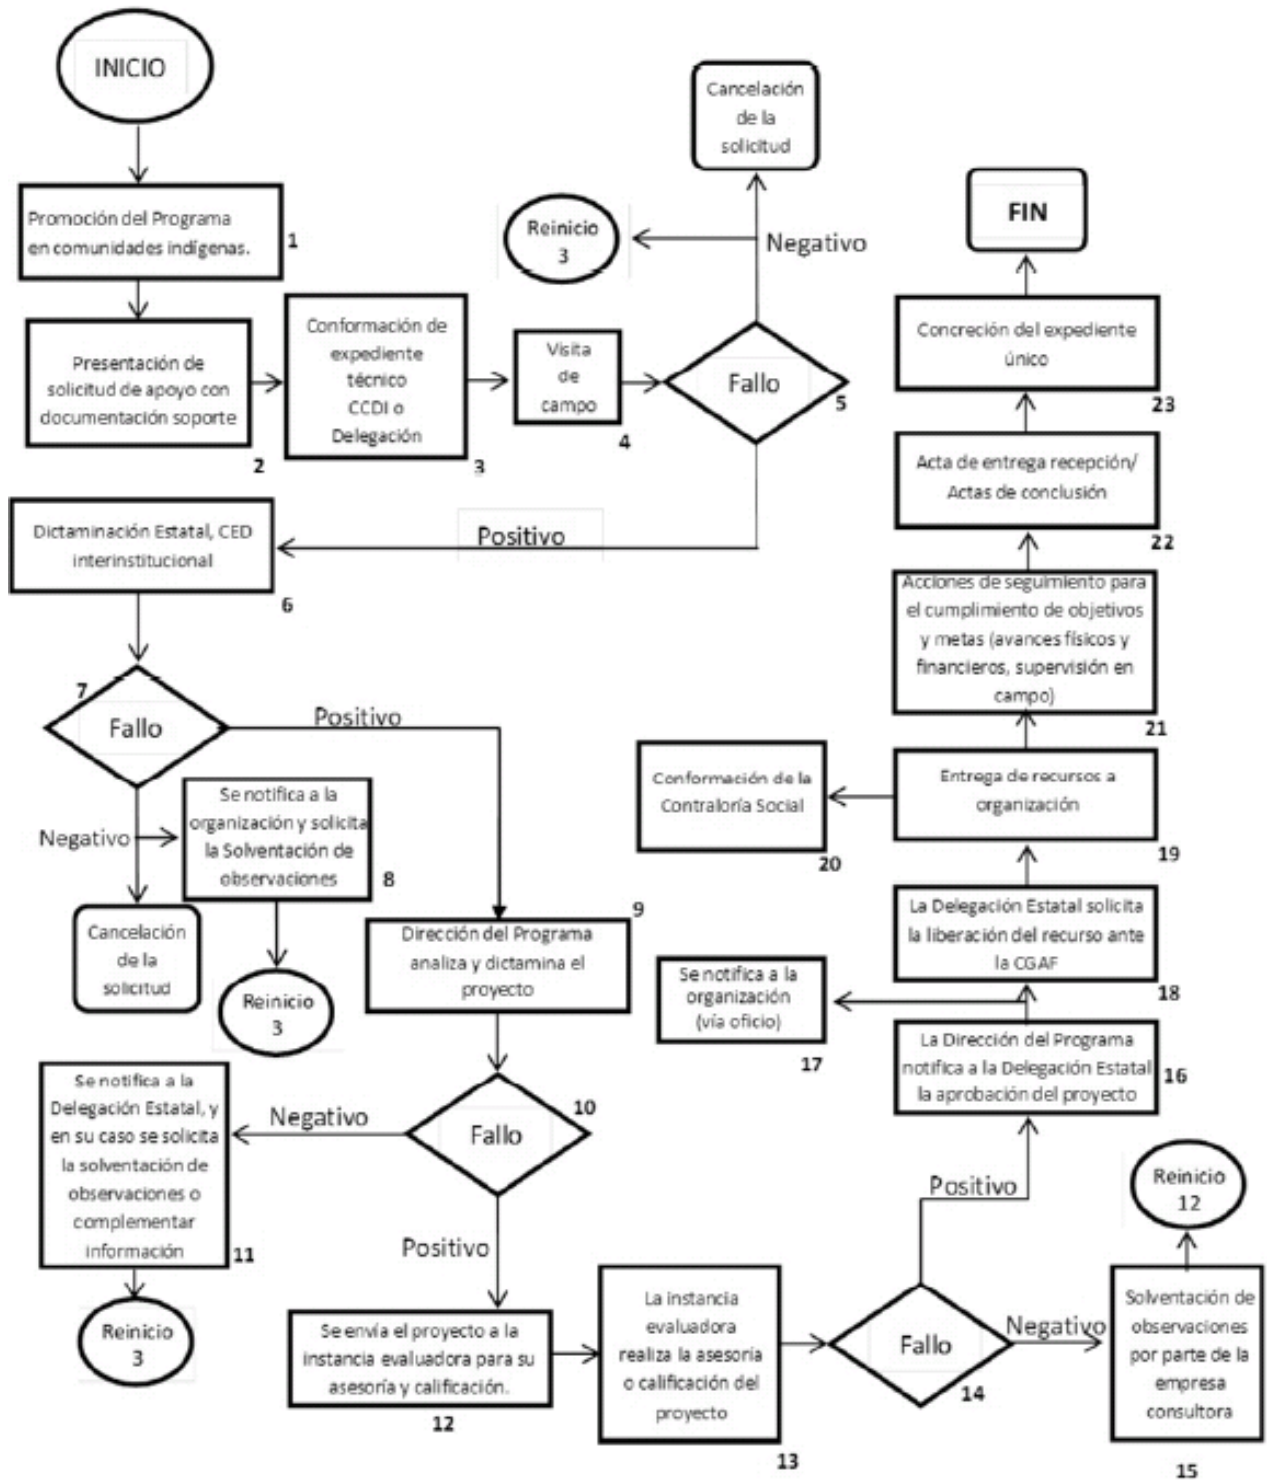 INICIO
Promoción del Programa
en comunidades indígenas.
1
Presentación de
solicitud de apoyo con
documentación soporte
2
Conformación de
expediente
técnico
CCDI o
Delegación
3
Visita
de
campo
4
Fallo
5
Negativo
Reinicio
3
Cancelación
de la
solicitud
Positivo
Dictaminación Estatal, CED
interinstitucional
6
7
Fallo
Positivo
Negativo
Se notifica a la
organización y solicita
la Solventación de
observaciones
8
Cancelación
de la
solicitud
Reinicio
3
9
Dirección del Programa
analiza y dictamina el
proyecto
10
Fallo
Negativo
Se notifica a la
Delegación Estatal, y
en su caso se solicita
la solventación de
observaciones o
complementar
información
11
Reinicio
3
Positivo
Se envía el proyecto a la
instancia evaluadora para su
asesoría y calificación.
12
La instancia
evaluadora
realiza la asesoría
o calificación del
proyecto
13
Fallo
14
Negativo
Solventación de
observaciones
por parte de la
empresa
consultora
15
Reinicio
12
Positivo
La Dirección del Programa
notifica a la Delegación Estatal
la aprobación del proyecto
16
Se notifica a la
organización
(vía oficio)
17
La Delegación Estatal solicita
la liberación del recurso ante
la CGAF
18
Entrega de recursos a
organización
19
Conformación de la
Contraloría Social
20
Acciones de seguimiento para
el cumplimiento de objetivos
y metas (avances físicos y
financieros, supervisión en
campo)
21
Acta de entrega recepción/
Actas de conclusión
22
Concreción del expediente
único
23
FIN